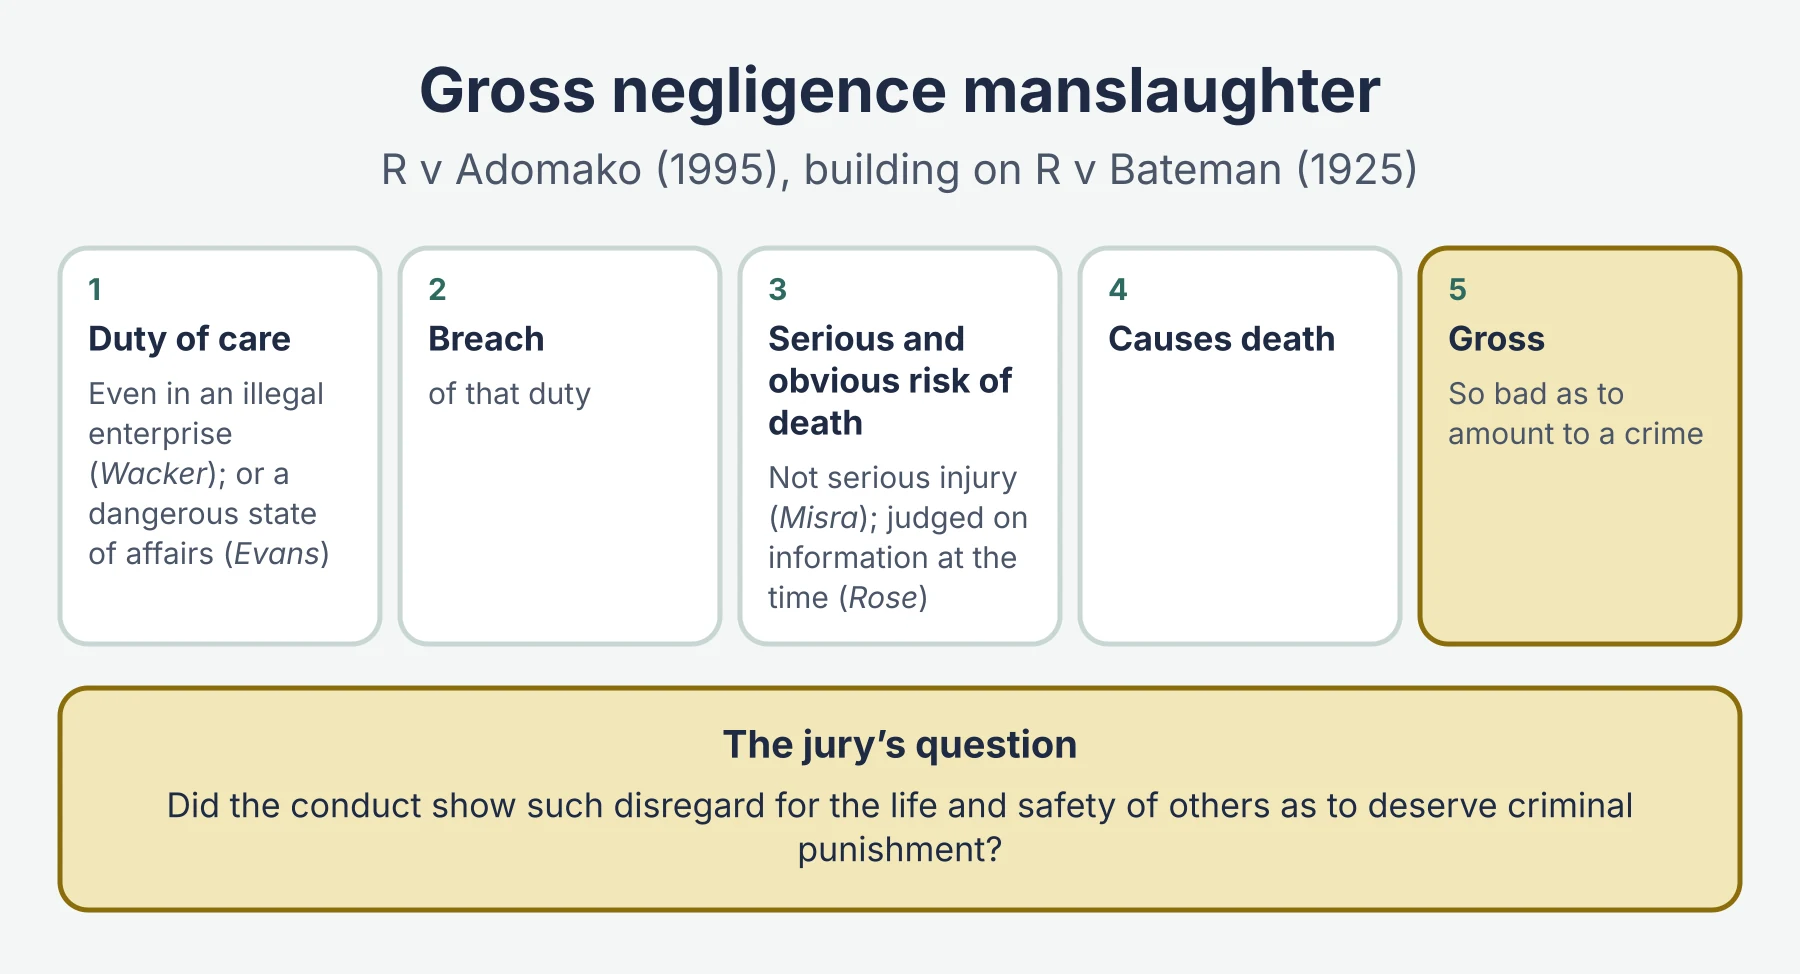 Gross negligence manslaughter
R v Adomako (1995), building on R v Bateman (1925)
1
Duty of care
Even in an illegal
enterprise
(Wacker); or a
dangerous state
of affairs (Evans)
2
Breach
of that duty
3
Serious and
obvious risk of
death
Not serious injury
(Misra); judged on
information at the
time (Rose)
4
Causes death
5
Gross
So bad as to
amount to a crime
The jury’s question
Did the conduct show such disregard for the life and safety of others as to deserve criminal
punishment?